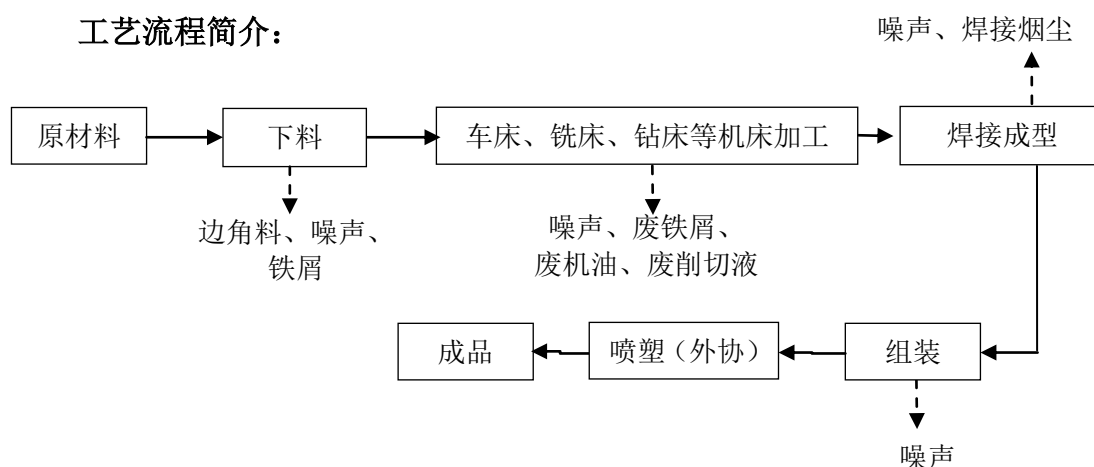 工艺流程简介：
噪声、焊接烟尘
原材料
下料
车床、铣床、钻床等机床加工
焊接成型
边角料、噪声、
铁屑
噪声、废铁屑、
废机油、废削切液
成品
喷塑（外协）
组装
噪声